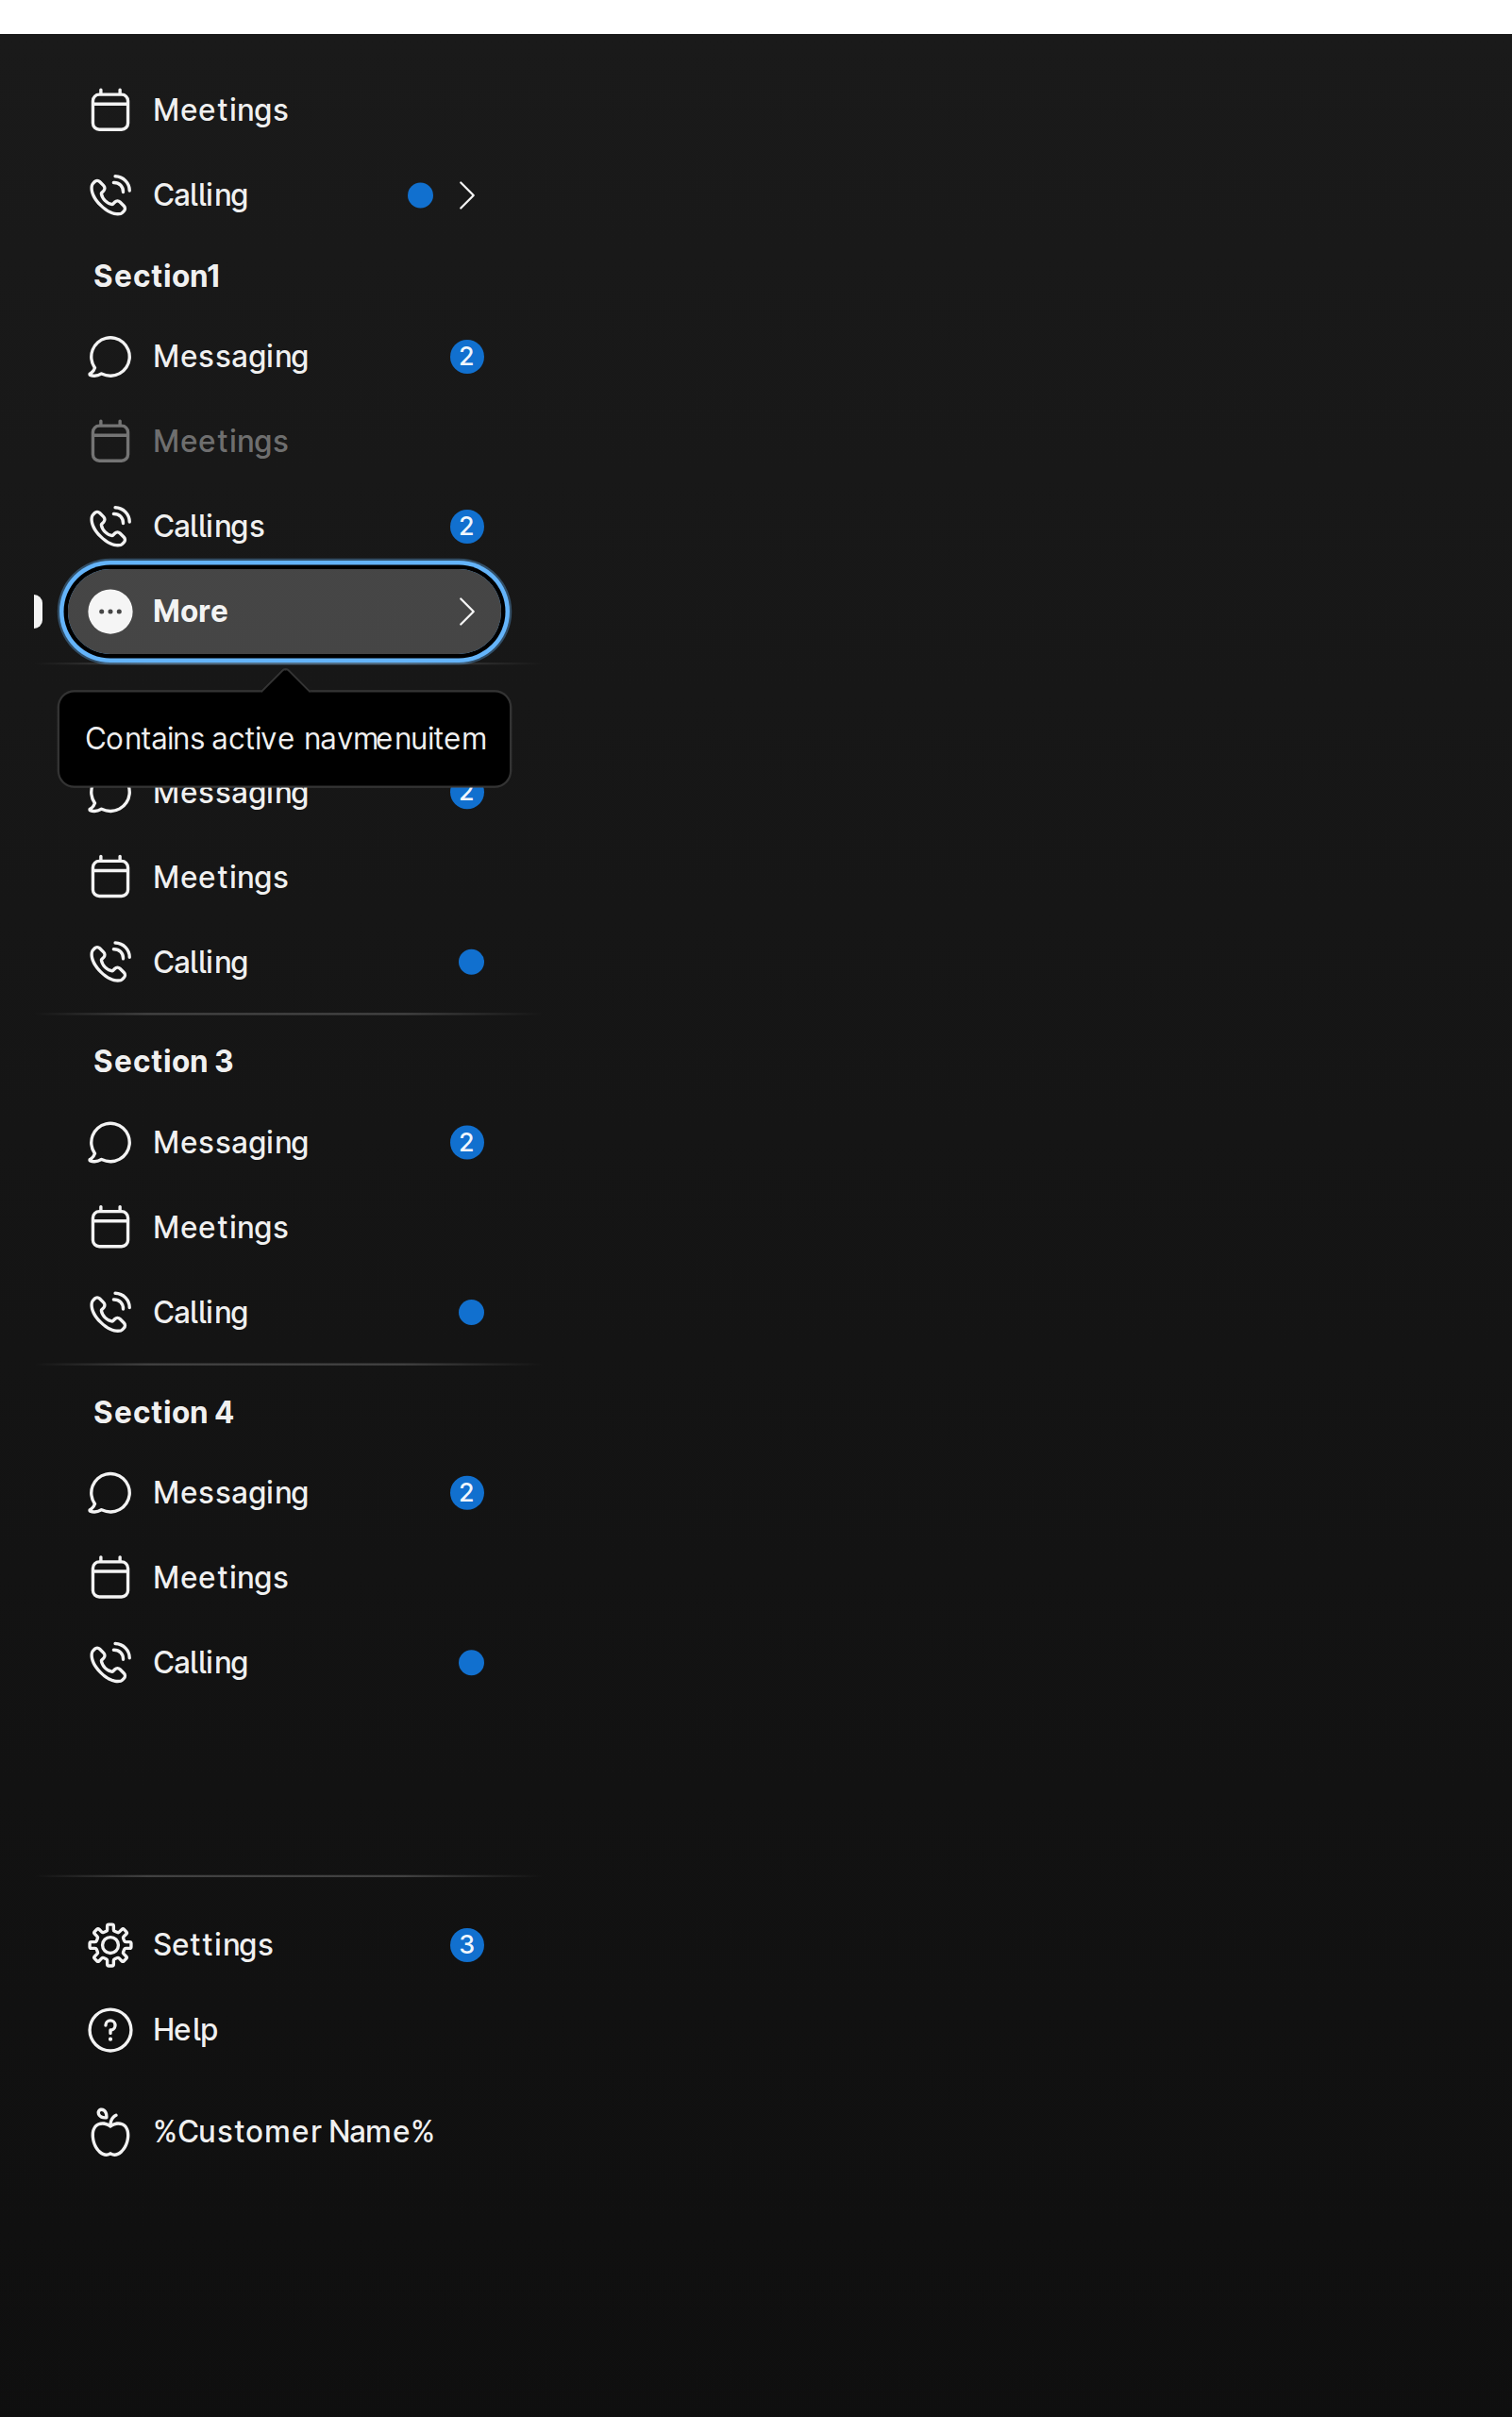 Meetings
Calling
Section1
Messaging 2
Meetings
Callings 2
More
Contains active navmenuitem
Messaging 2
Meetings
Calling
Section 3
Messaging 2
Meetings
Calling
Section 4
Messaging 2
Meetings
Calling
Settings 3
Help
%Customer Name%